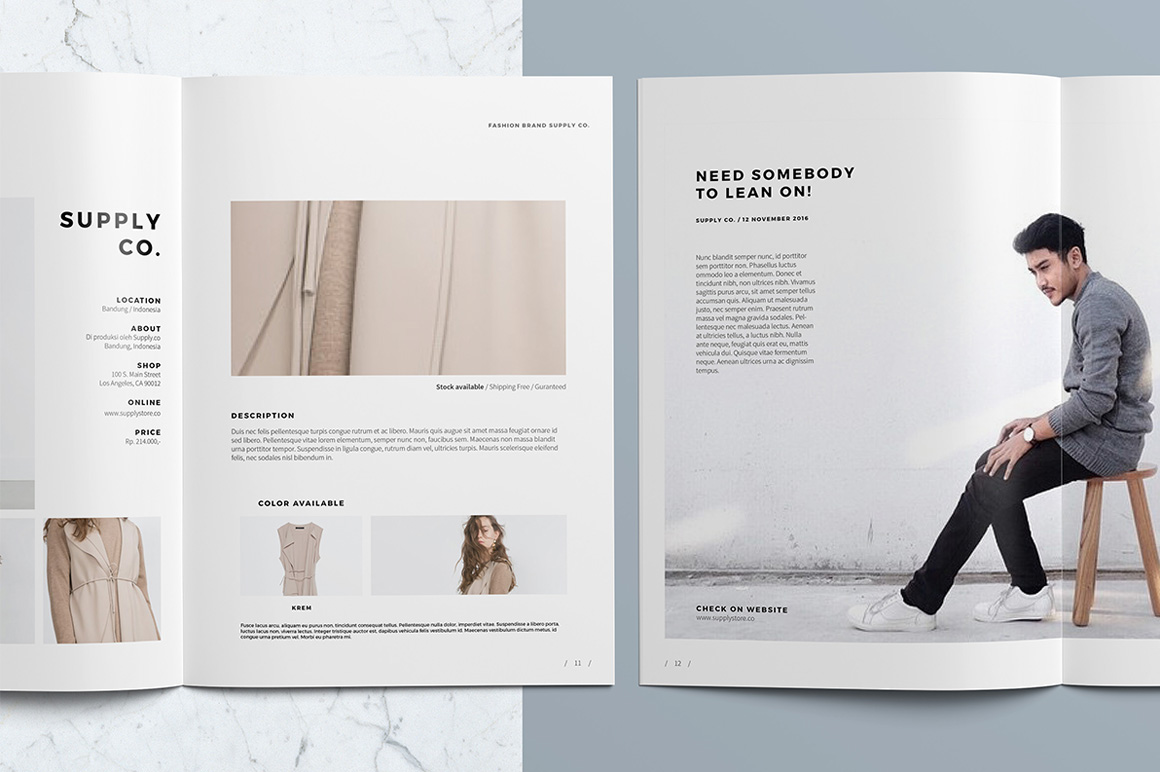 SUPPLY
CO.
LOCATION
Bandung / Indonesia
ABOUT
Di produksi oleh Supply.co
Bandung, Indonesia
SHOP
100 S. Main Street
Los Angeles, CA 90012
ONLINE
www.supplystore.co
PRICE
Rp. 214.000,-
FASHION BRAND SUPPLY CO.
Stock available / Shipping Free / Guranteed
DESCRIPTION
Duis nec felis pellentesque turpis congue rutrum et ac libero. Mauris quis augue sit amet massa feugiat ornare id
sed libero. Pellentesque vitae lorem elementum, semper nunc non, faucibus sem. Maecenas non massa blandit
urna porttitor tempor. Suspendisse in ligula congue, rutrum diam vel, ultricies turpis. Mauris scelerisque eleifend
felis, nec sodales nisl bibendum in.
COLOR AVAILABLE
KREM
Fusce lacus arcu, aliquam eu purus non, tincidunt consequat tellus. Pellentesque nulla dolor, imperdiet vitae. Suspendisse a libero porta,
luctus lacus non, viverra lectus. Integer tristique auctor est, dapibus vehicula felis vestibulum id. Maecenas vestibulum dictum metus, id
congue urna pretium vel. Morbi eu pharetra mi.
/ 11 /
NEED SOMEBODY
TO LEAN ON!
SUPPLY CO. / 12 NOVEMBER 2016
Nunc blandit semper nunc, id porttitor
sem porttitor non. Phasellus luctus
ommodo leo a elementum. Donec et
tincidunt nibh, non ultrices nibh. Vivamus
sagittis purus arcu, sit amet semper tellus
accumsan quis. Aliquam ut malesuada
justo, nec semper enim. Praesent rutrum
massa vel magna gravida sodales. Pel-
lentesque nec malesuada lectus. Aenean
at ultricies tellus, a luctus nibh. Nulla
ante neque, feugiat quis erat eu, mattis
vehicula dui. Quisque vitae fermentum
neque. Aenean ultrices urna ac dignissim
tempus.
CHECK ON WEBSITE
www.supplystore.co
/ 12 /